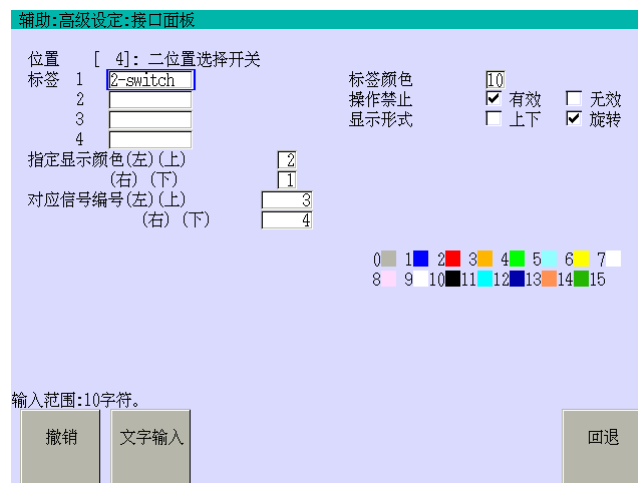 辅助:高级设定:接口面板
位置 [ 4]: 二位置选择开关
标签 1 2-switch 标签颜色 10
2 操作禁止 有效 无效
3 显示形式 上下 旋转
4
指定显示颜色(左)(上) 2
(右) (下) 1
对应信号编号(左)(上) 3
(右) (下) 4
0 1 2 3 4 5 6 7
8 9 10 11 12 13 14 15
输入范围:10字符。
撤销 文字输入 回退